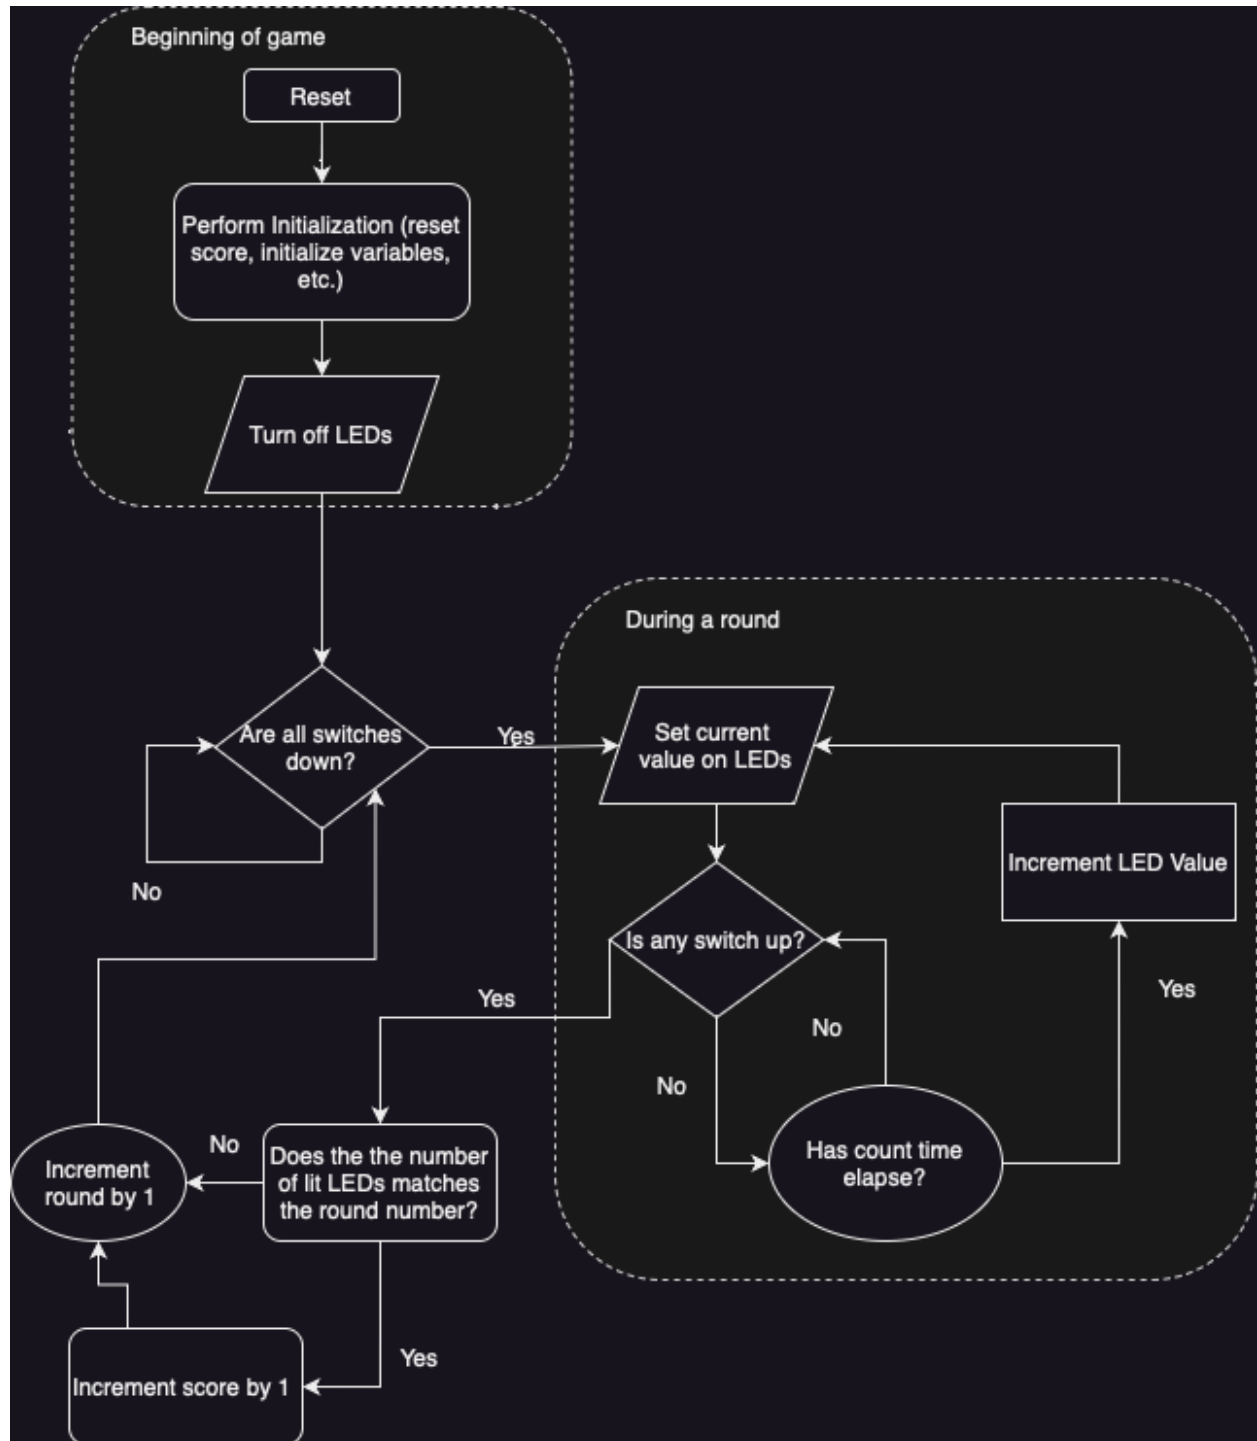 Beginning of game
Reset
Perform Initialization (reset
score, initialize variables,
etc.)
Turn off LEDs
During a round
Are all switches
down?
Yes
No
Set current
value on LEDs
Increment LED Value
Is any switch up?
Yes
No
No
Yes
Has count time
elapse?
Does the the number
of lit LEDs matches
the round number?
No
Increment
round by 1
Yes
Increment score by 1